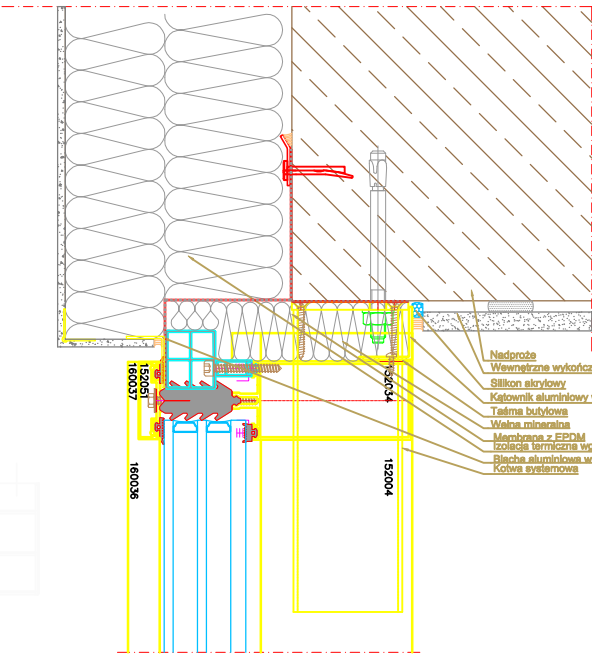 Nadproże
Wewnętrzne wykończ
Silikon akrylowy
Kątownik aluminiowy w
Taśma butylowa
Wełna mineralna
Membrana z EPDM
Izolacja termiczna wg
Blacha aluminiowa w
Kotwa systemowa
152034
152004
152051
160037
160036